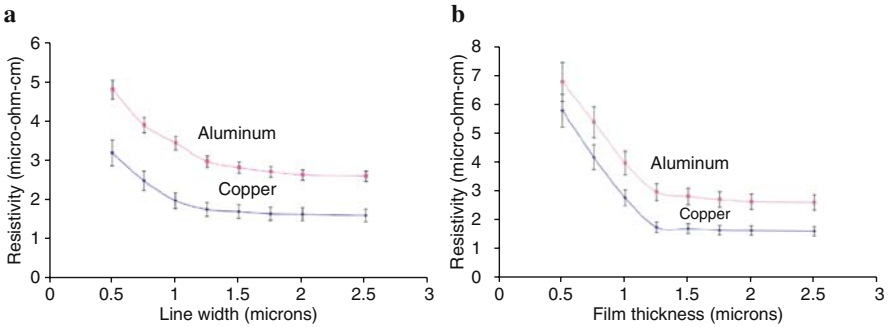 a
Resistivity (micro-ohm-cm)
6
5
4
3
2
1
0
Aluminum
Copper
0 0.5 1 1.5 2 2.5 3
Line width (microns)
b
Resistivity (micro-ohm-cm)
8
7
6
5
4
3
2
1
0
Aluminum
Copper
0 0.5 1 1.5 2 2.5 3
Film thickness (microns)